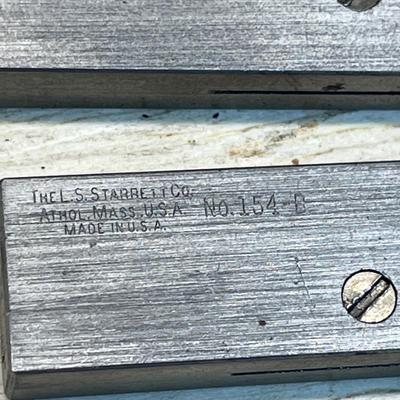 THE L.S. STARRETT CO.
ATHOL, MASS., U.S.A. NO. 154-B
MADE IN U.S.A.